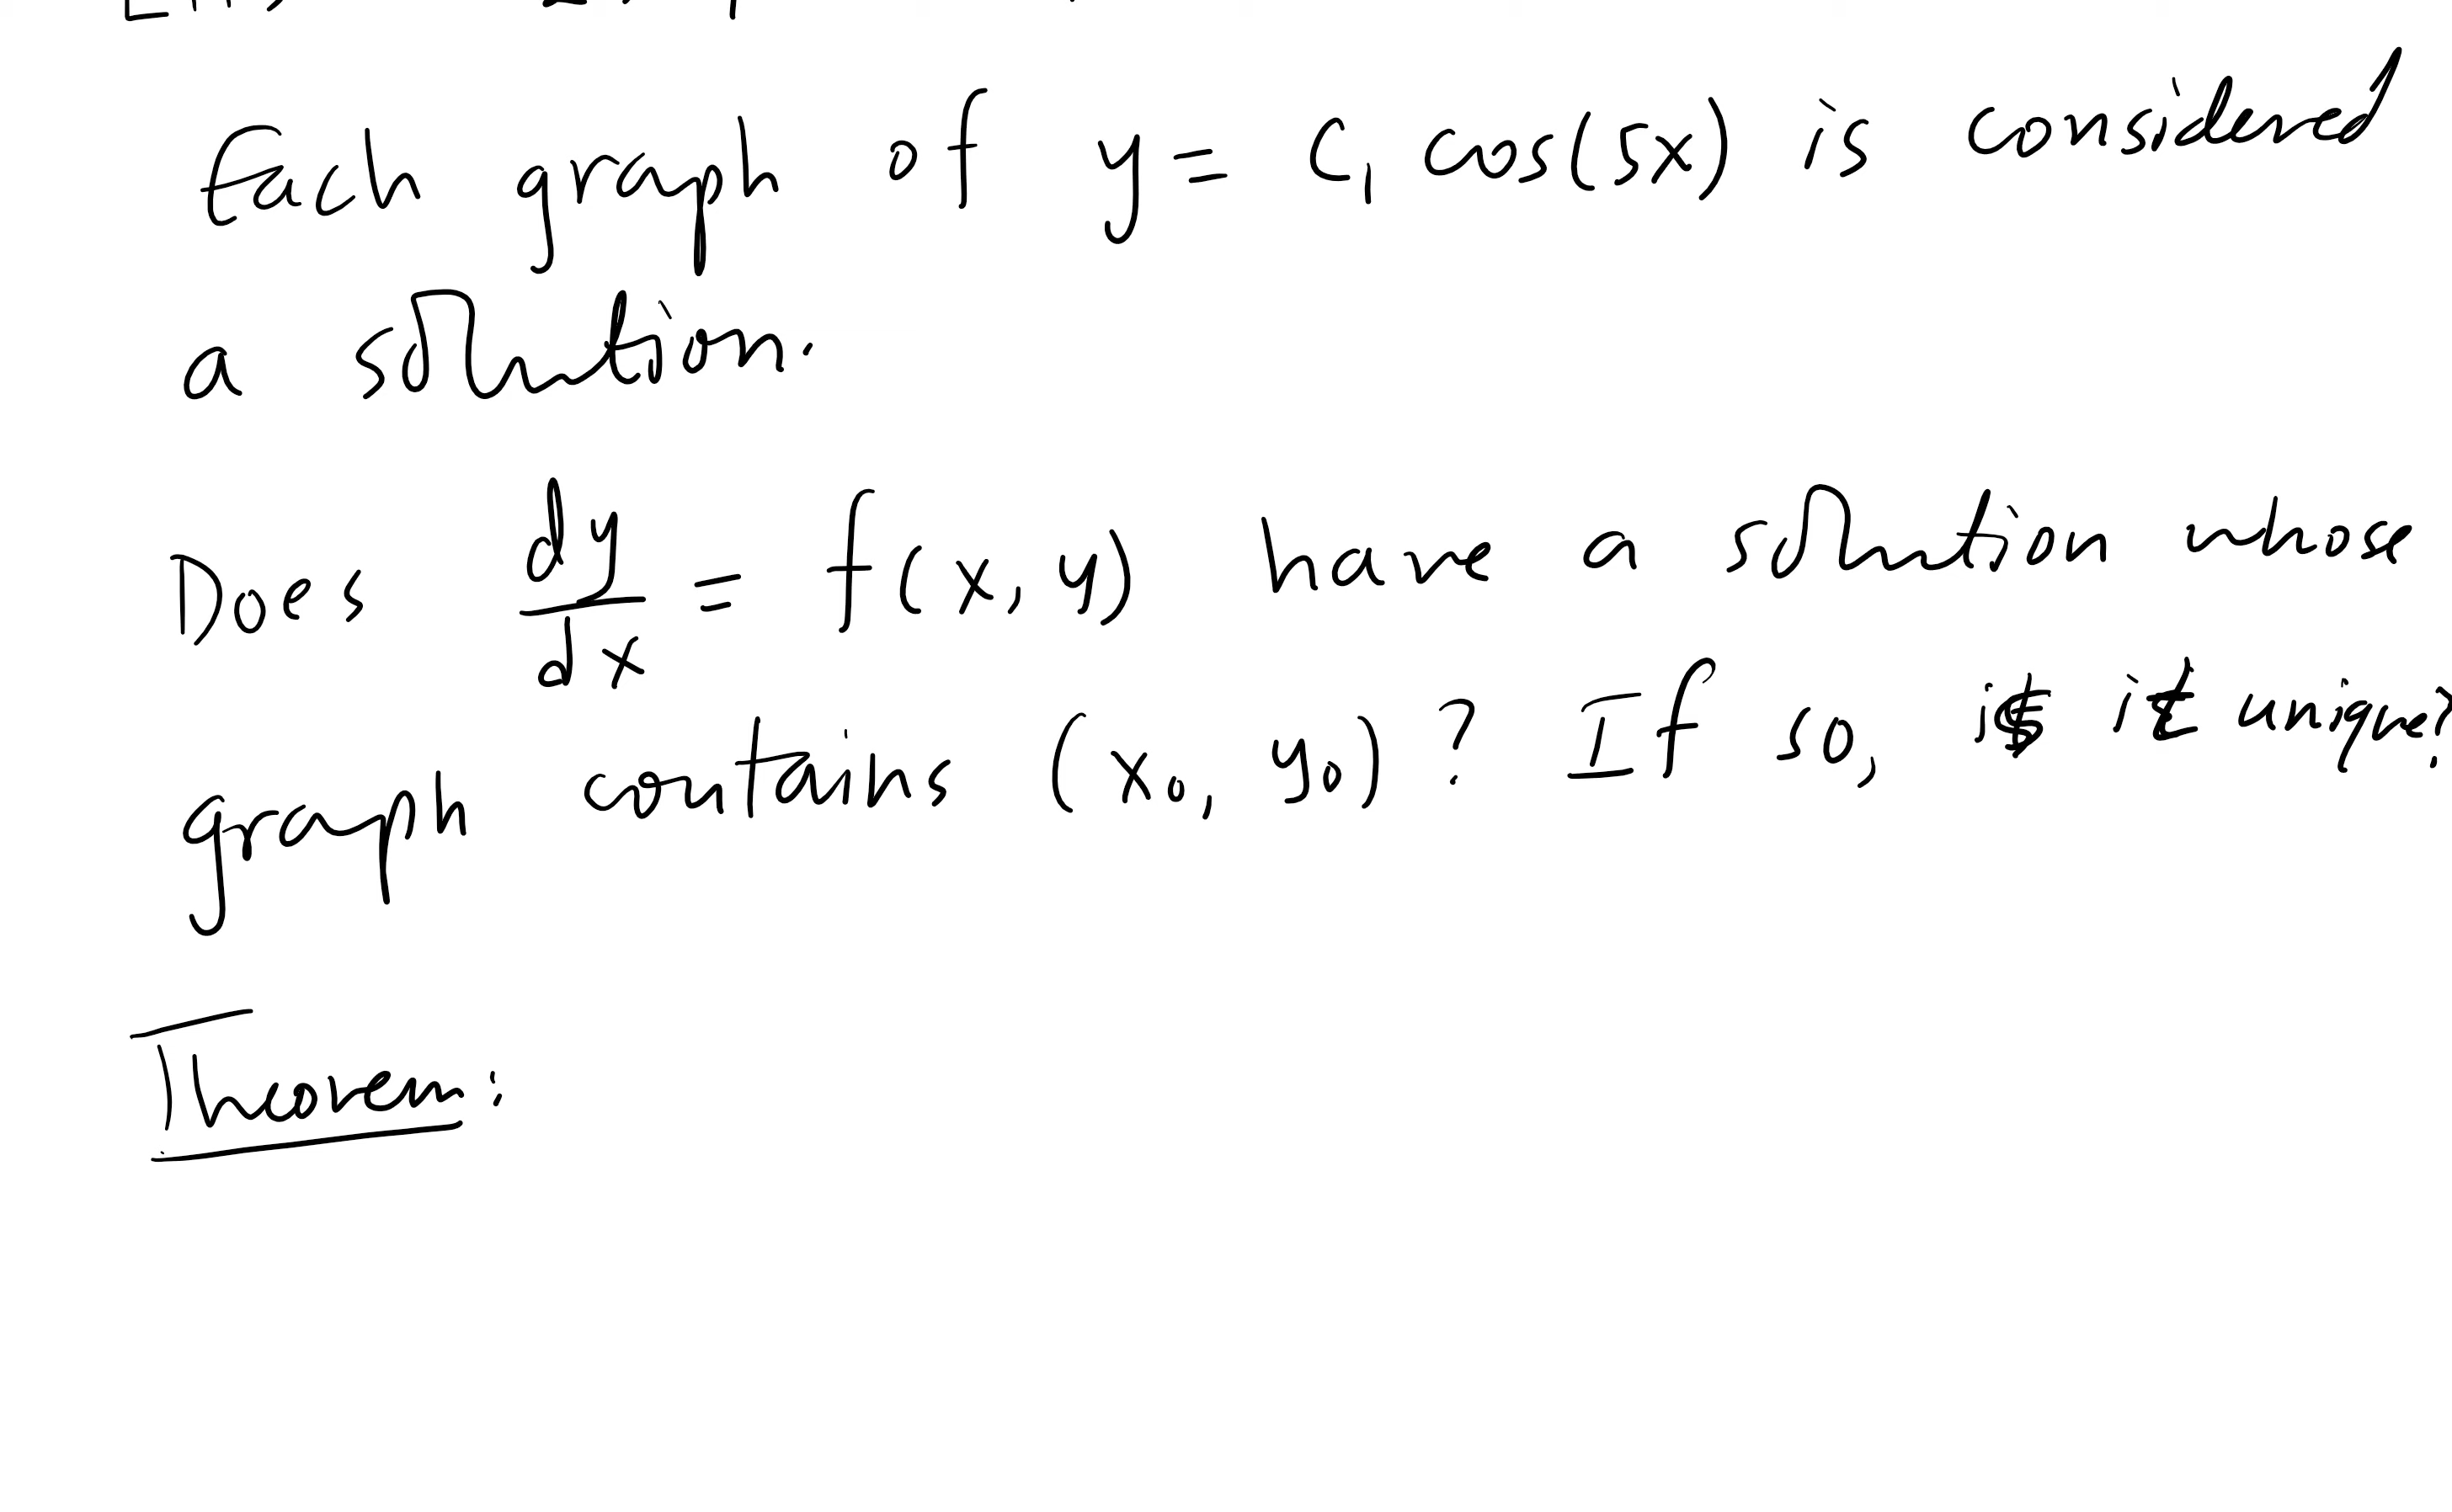 Each graph of y = c₁ cos(5x) is considered
a solution.
Does dy/dx = f(x, y) have a solution whose
graph contains (x₀, y₀)? If so, is it unique?
Theorem: